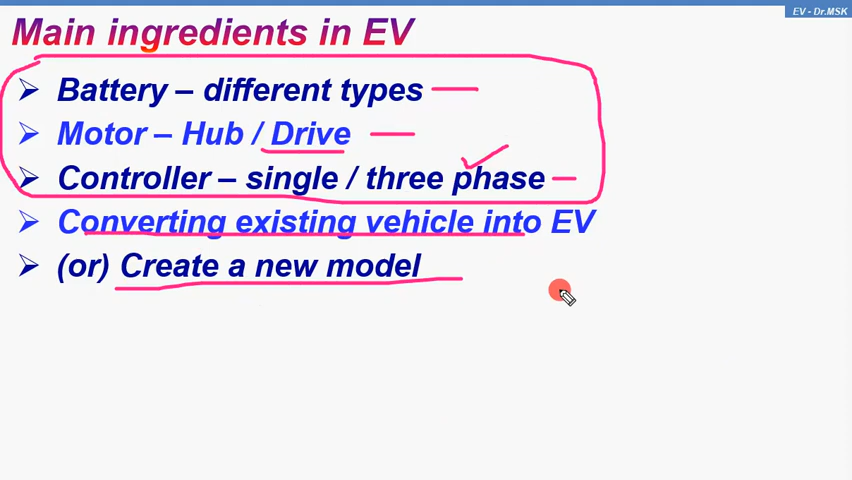 EV - Dr.MSK
Main ingredients in EV
Battery – different types
Motor – Hub / Drive
Controller – single / three phase
Converting existing vehicle into EV
(or) Create a new model